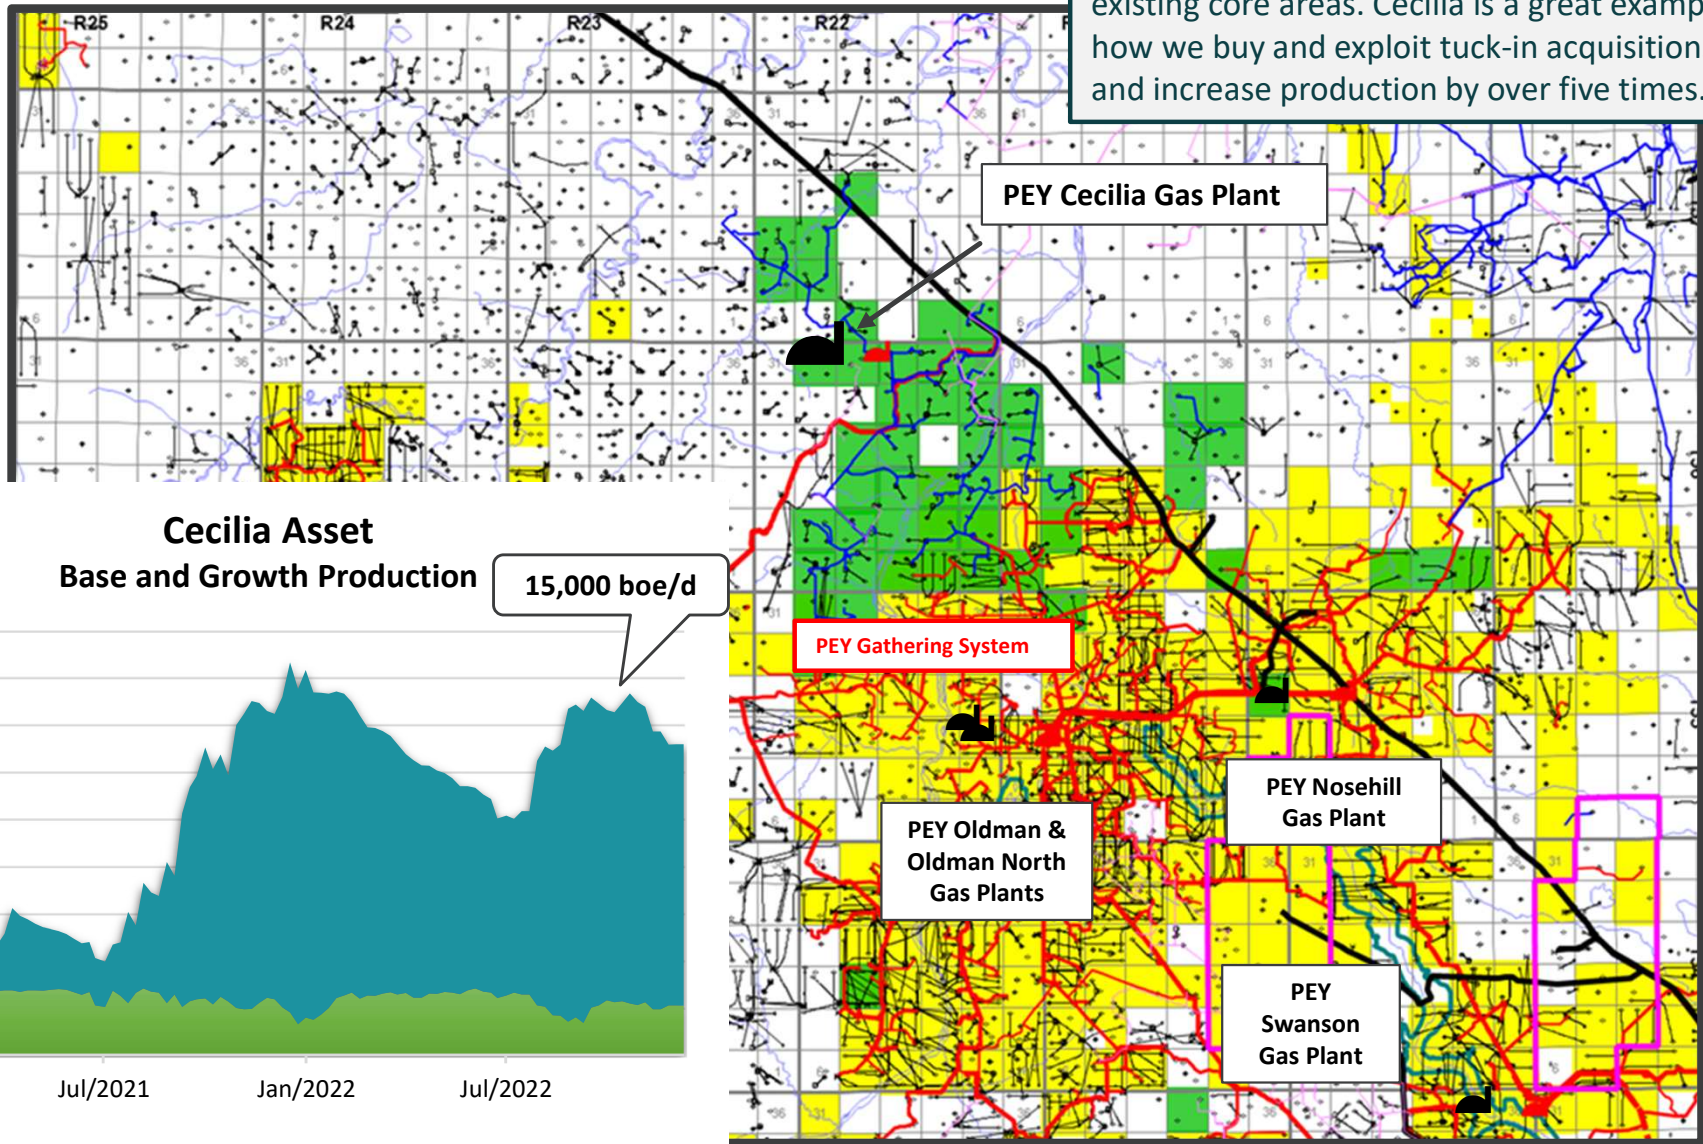 R25
R24
R23
R22
existing core areas. Cecilia is a great examp
how we buy and exploit tuck-in acquisition
and increase production by over five times.
PEY Cecilia Gas Plant
Cecilia Asset
Base and Growth Production
15,000 boe/d
PEY Gathering System
PEY Nosehill
Gas Plant
PEY Oldman &
Oldman North
Gas Plants
PEY
Swanson
Gas Plant
Jul/2021
Jan/2022
Jul/2022